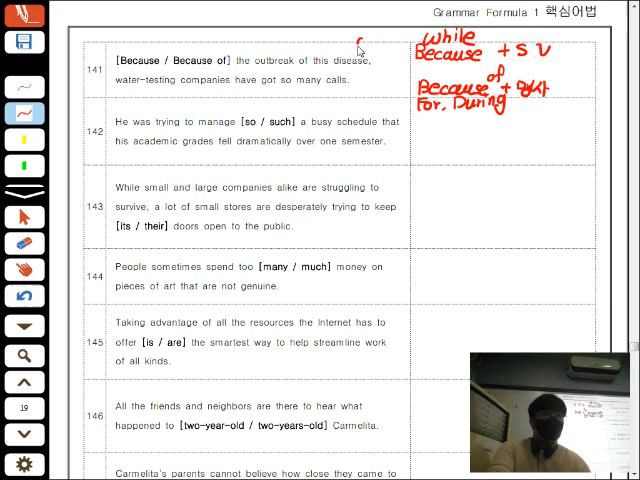 Grammar Formula 1 핵심어법
141
[Because / Because of] the outbreak of this disease,
water-testing companies have got so many calls.
while
Because + S V
Because of + 명사
For, During
142
He was trying to manage [so / such] a busy schedule that
his academic grades fell dramatically over one semester.
143
While small and large companies alike are struggling to
survive, a lot of small stores are desperately trying to keep
[its / their] doors open to the public.
144
People sometimes spend too [many / much] money on
pieces of art that are not genuine.
145
Taking advantage of all the resources the Internet has to
offer [is / are] the smartest way to help streamline work
of all kinds.
146
All the friends and neighbors are there to hear what
happened to [two-year-old / two-years-old] Carmelita.
Carmelita's parents cannot believe how close they came to
19